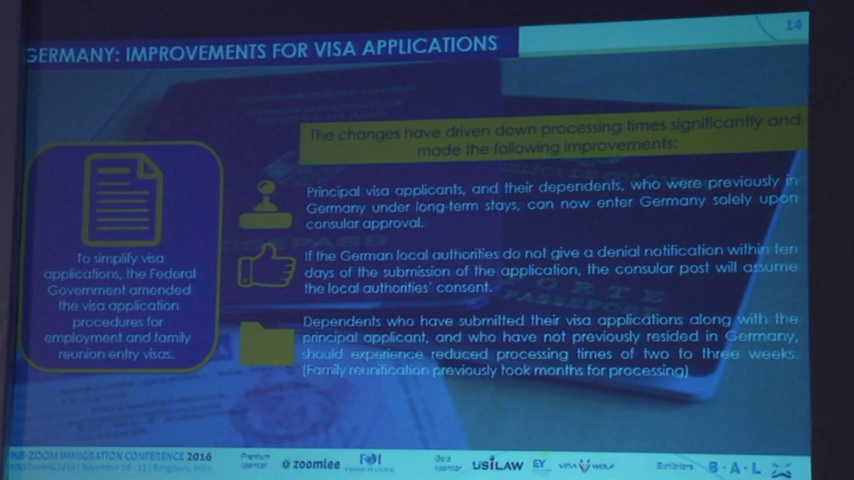 14
GERMANY: IMPROVEMENTS FOR VISA APPLICATIONS
The changes have driven down processing times significantly and
made the following improvements:
To simplify visa
applications, the Federal
Government amended
the visa application
procedures for
employment and family
reunion entry visas.
Principal visa applicants, and their dependents, who were previously in
Germany under long-term stays, can now enter Germany solely upon
consular approval.
If the German local authorities do not give a denial notification within ten
days of the submission of the application, the consular post will assume
the local authorities' consent.
Dependents who have submitted their visa applications along with the
principal applicant, and who have not previously resided in Germany,
should experience reduced processing times of two to three weeks.
(Family reunification previously took months for processing)
ZOOM IMMIGRATION CONFERENCE 2016
Premium
sponsor
zoomlee
Gold
sponsor
USILAW
EY
VISA WOLF
Exhibitors
B·A·L